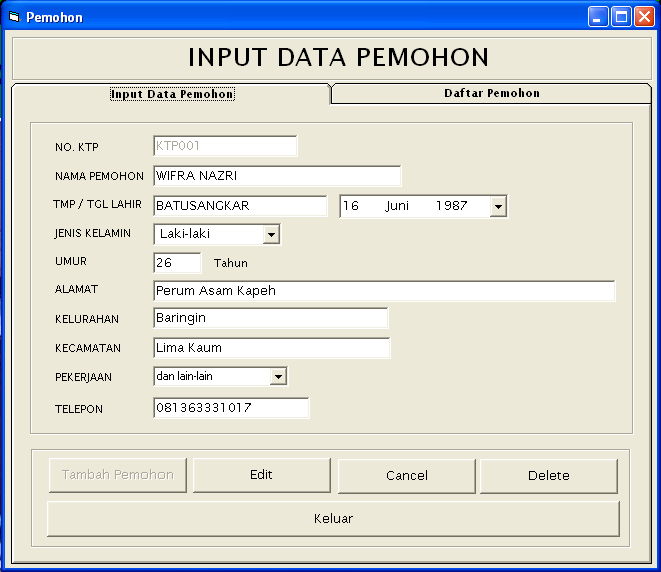 Pemohon
INPUT DATA PEMOHON
Input Data Pemohon Daftar Pemohon
NO. KTP KTP001
NAMA PEMOHON WIFRA NAZRI
TMP / TGL LAHIR BATUSANGKAR 16 Juni 1987
JENIS KELAMIN Laki-laki
UMUR 26 Tahun
ALAMAT Perum Asam Kapeh
KELURAHAN Baringin
KECAMATAN Lima Kaum
PEKERJAAN dan lain-lain
TELEPON 081363331017
Tambah Pemohon Edit Cancel Delete
Keluar